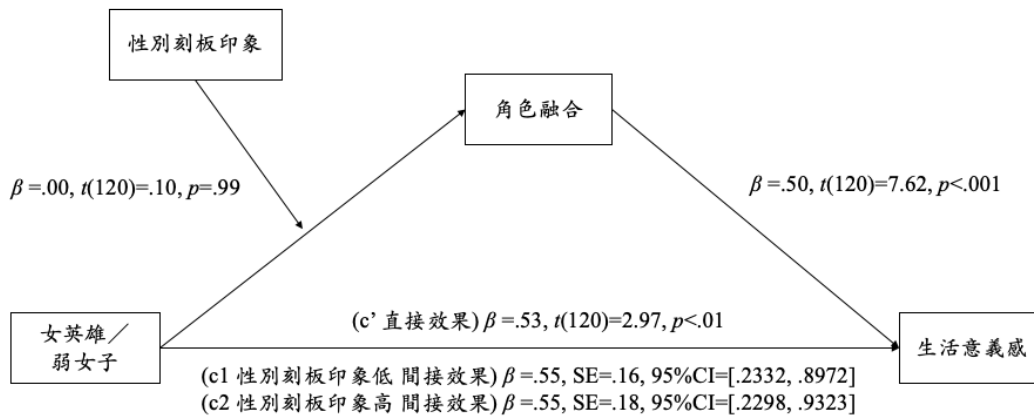 性別刻板印象
角色融合
β =.00, t(120)=.10, p=.99
β =.50, t(120)=7.62, p<.001
女英雄／
弱女子
(c’ 直接效果) β =.53, t(120)=2.97, p<.01
生活意義感
(c1 性別刻板印象低 間接效果) β =.55, SE=.16, 95%CI=[.2332, .8972]
(c2 性別刻板印象高 間接效果) β =.55, SE=.18, 95%CI=[.2298, .9323]